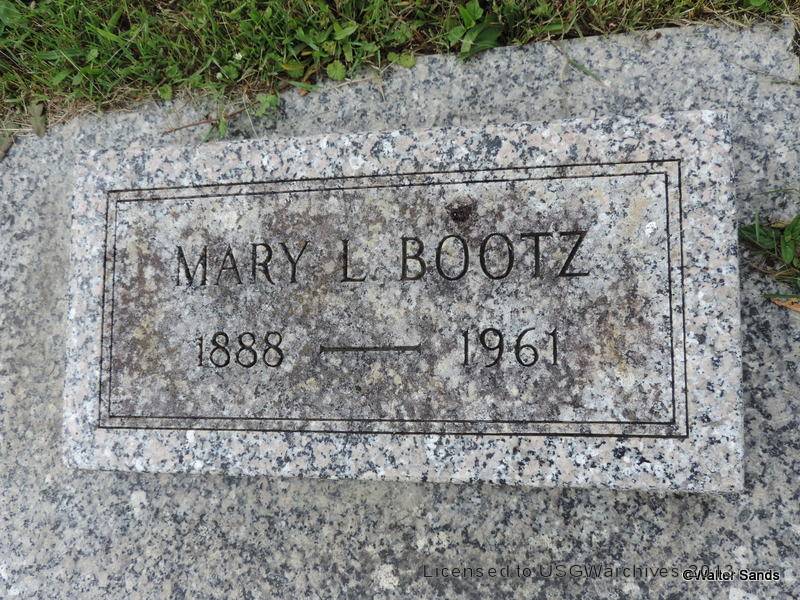 MARY L. BOOTZ
1888 — 1961
Licensed to USGWarchives 2013
©Walter Sands